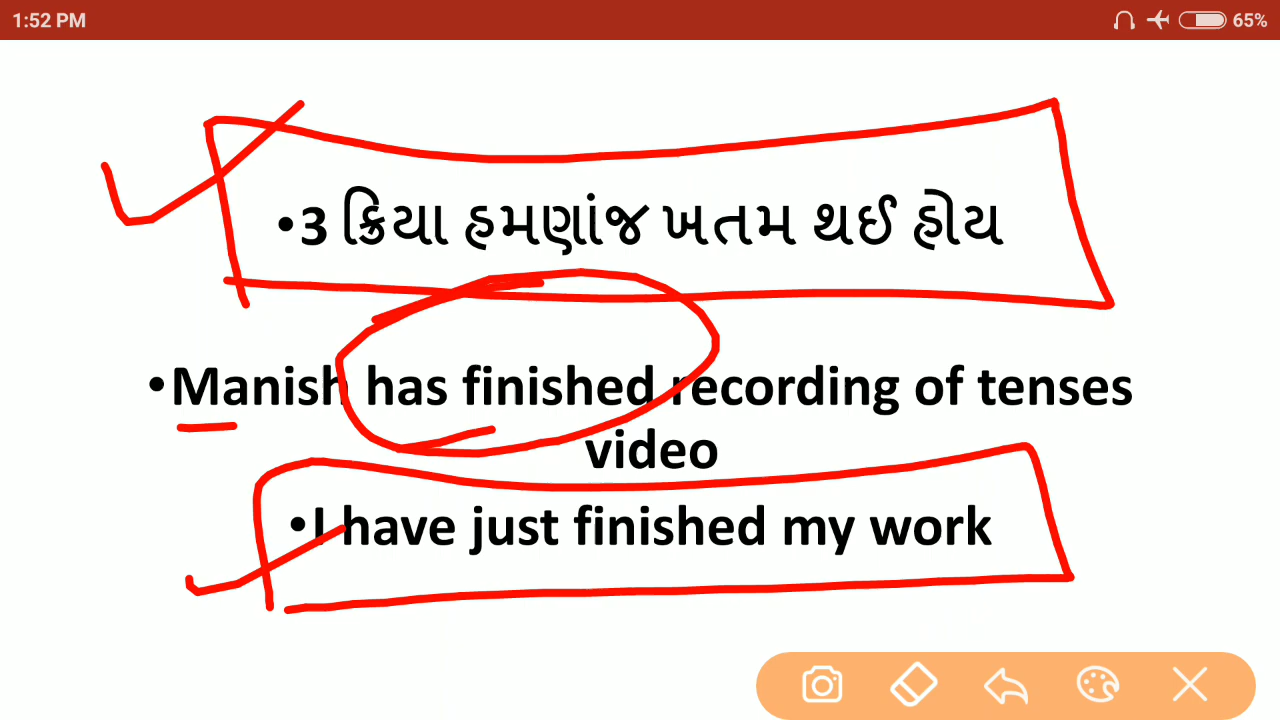 1:52 PM
65%
•3 ક્રિયા હમણાંજ ખતમ થઈ હોય
•Manish has finished recording of tenses
video
•I have just finished my work